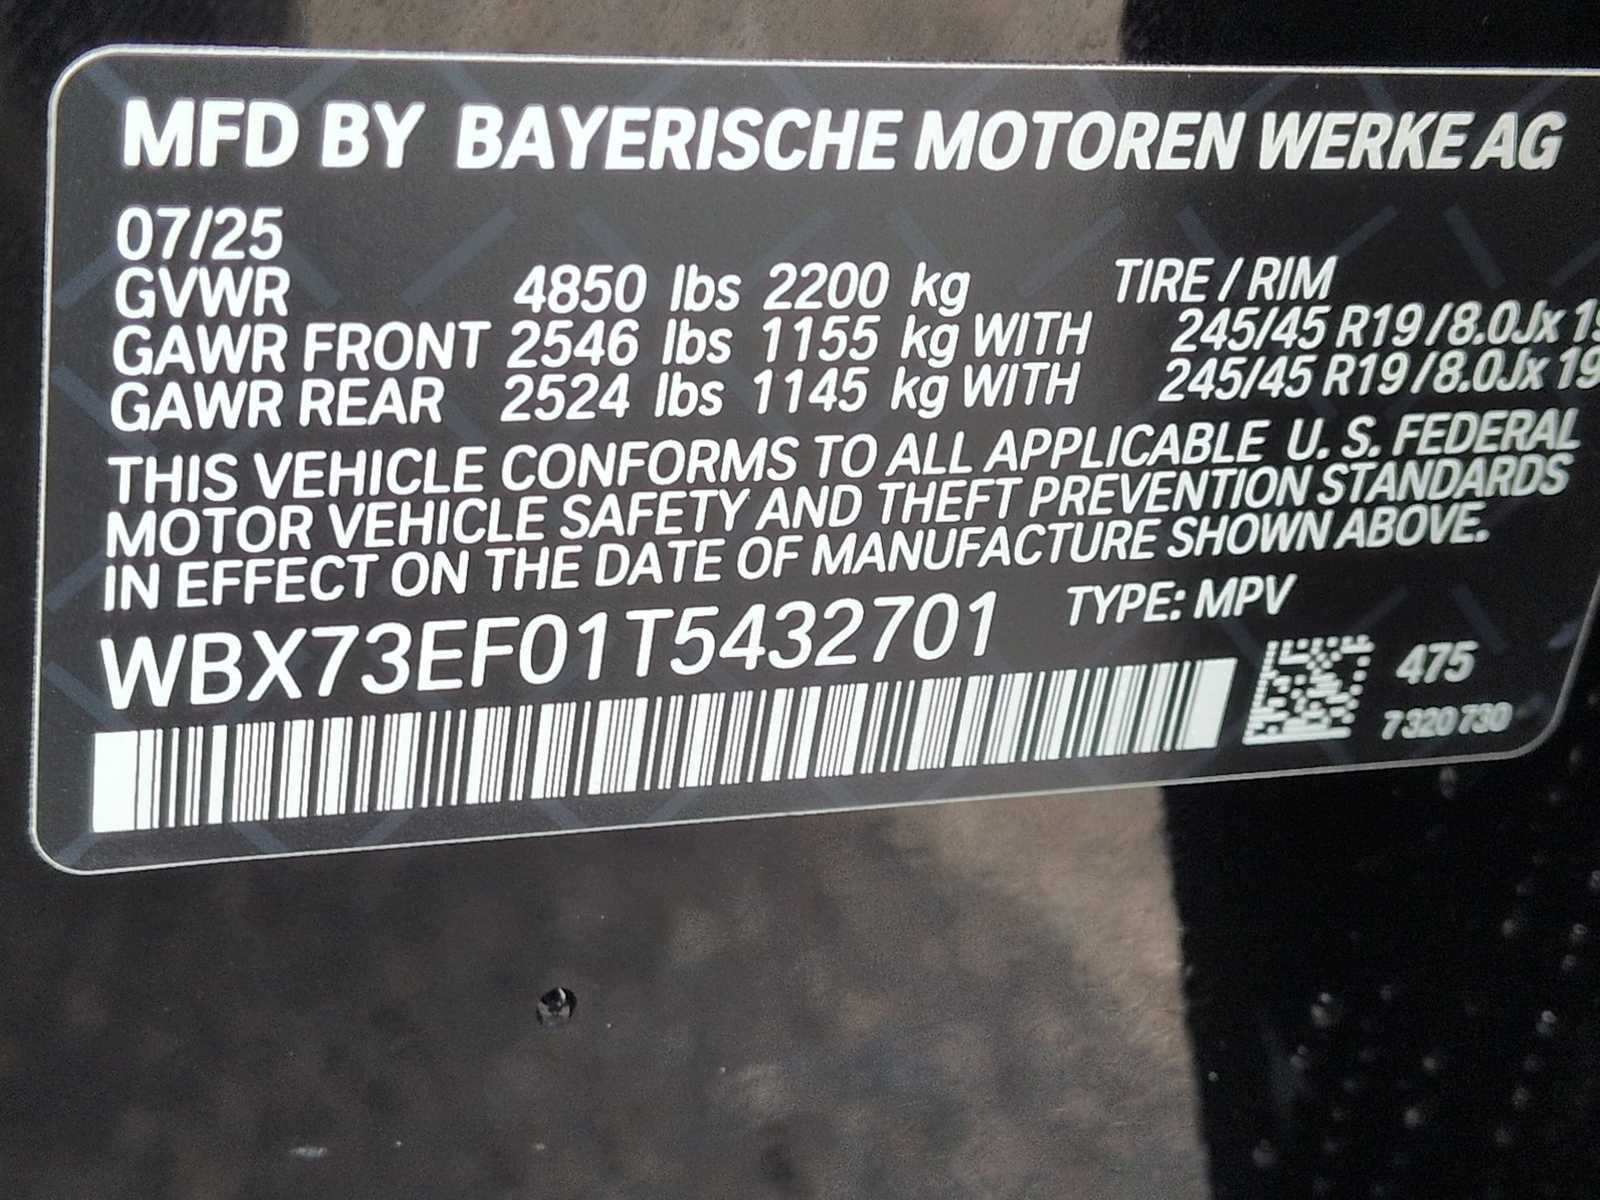 MFD BY BAYERISCHE MOTOREN WERKE AG
07/25
GVWR 4850 lbs 2200 kg TIRE / RIM
GAWR FRONT 2546 lbs 1155 kg WITH 245/45 R19 /8.0Jx 19
GAWR REAR 2524 lbs 1145 kg WITH 245/45 R19 /8.0Jx 19
THIS VEHICLE CONFORMS TO ALL APPLICABLE U. S. FEDERAL
MOTOR VEHICLE SAFETY AND THEFT PREVENTION STANDARDS
IN EFFECT ON THE DATE OF MANUFACTURE SHOWN ABOVE.
WBX73EF01T5432701 TYPE: MPV
475
7320730